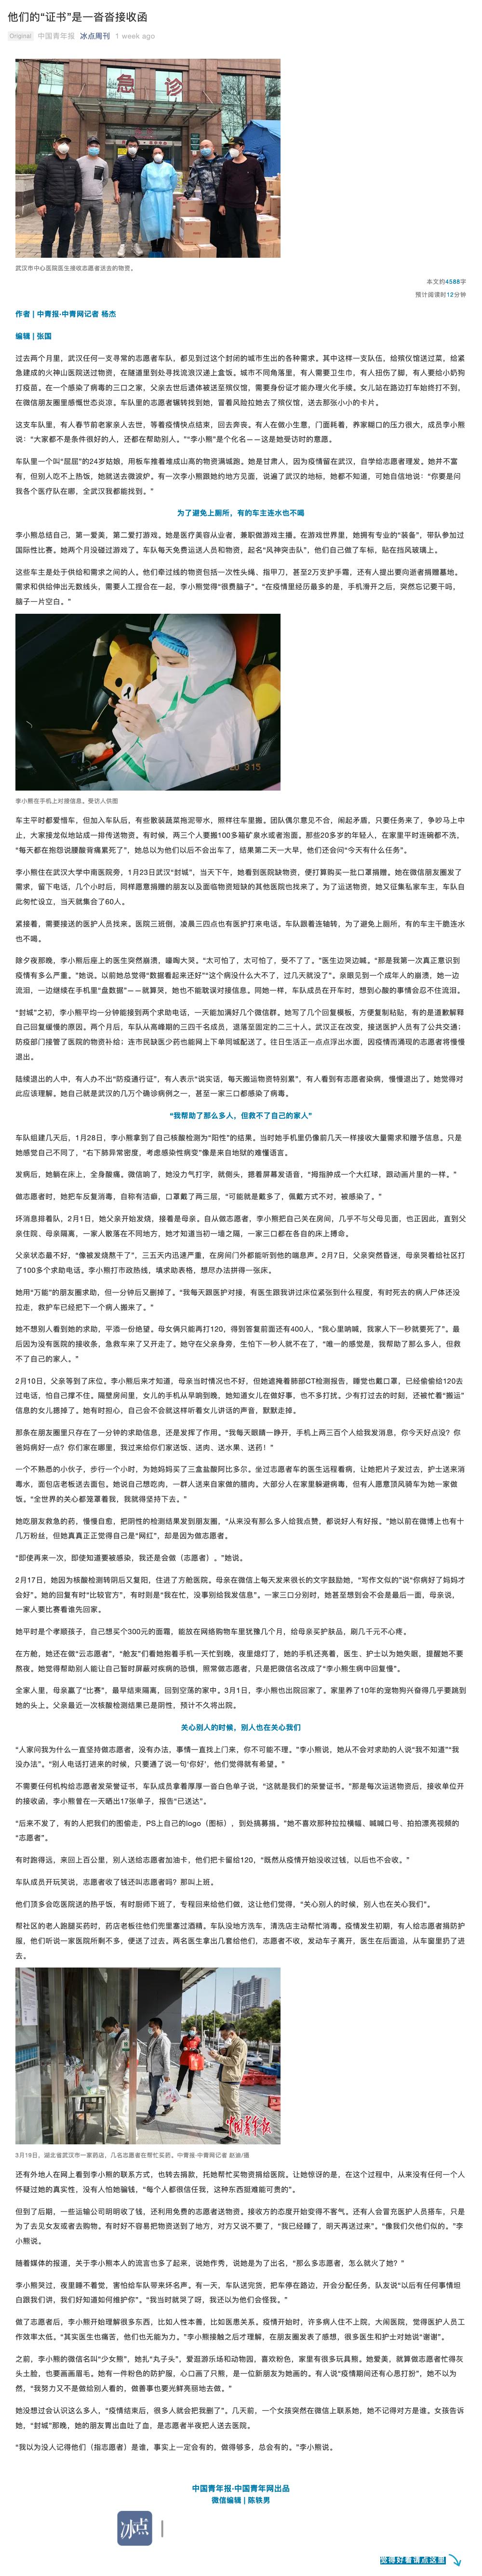 他们的“证书”是一沓沓接收函
Original 中国青年报 冰点周刊 1 week ago
急 诊
武汉市中心医院医生接收志愿者送去的物资。
本文约4588字
预计阅读时12分钟
作者 | 中青报·中青网记者 杨杰
编辑 | 张国
过去两个月里，武汉任何一支寻常的志愿者车队，都见到过这个封闭的城市生出的各种需求。其中这样一支队伍，给殡仪馆送过菜，给紧
急建成的火神山医院送过物资，在隧道里到处寻找流浪汉递上盒饭。城市不同角落里，有人需要卫生巾，有人扭伤了脚，有人要给小奶狗
打疫苗。在一个感染了病毒的三口之家，父亲去世后遗体被送至殡仪馆，需要身份证才能办理火化手续。女儿站在路边打车始终打不到，
在微信朋友圈里感慨世态炎凉。车队里的志愿者辗转找到她，冒着风险拉她去了殡仪馆，送去那张小小的卡片。
这支车队里，有人春节前老家亲人去世，等着疫情快点结束，回去奔丧。有人在做小生意，门面耗着，养家糊口的压力很大，成员李小熊
说：“大家都不是条件很好的人，还都在帮助别人。”“李小熊”是个化名——这是她受访时的意愿。
车队里一个叫“屈屈”的24岁姑娘，用板车推着堆成山高的物资满城跑。她是甘肃人，因为疫情留在武汉，自学给志愿者理发。她并不富
有，但别人吃不上热饭，她就送去微波炉。有一次李小熊跟她约地方见面，说遍了武汉的地标，她都不知道，可她自信地说：“你要是问
我各个医疗队在哪，全武汉我都能找到。”
为了避免上厕所，有的车主连水也不喝
李小熊总结自己，第一爱美，第二爱打游戏。她是医疗美容从业者，兼职做游戏主播。在游戏世界里，她拥有专业的“装备”，带队参加过
国际性比赛。她两个月没碰过游戏了。车队每天免费运送人员和物资，起名“风神突击队”，他们自己做了车标，贴在挡风玻璃上。
这些车主是处于供给和需求之间的人。他们牵过线的物资包括一次性头绳、指甲刀，甚至2万支护手霜，还有人提出要向逝者捐赠墓地。
需求和供给伸出无数线头，需要人工捏合在一起，李小熊觉得“很费脑子”。“在疫情里经历最多的是，手机滑开之后，突然忘记要干吗，
脑子一片空白。”
20 3 15
李小熊在手机上对接信息。受访人供图
车主平时都爱惜车，但加入车队后，有些散装蔬菜拖泥带水，照样往车里搬。团队偶尔意见不合，闹起矛盾，只要任务来了，争吵马上中
止，大家接龙似地站成一排传送物资。有时候，两三个人要搬100多箱矿泉水或者泡面。那些20多岁的年轻人，在家里平时连碗都不洗，
“每天都在抱怨说腰酸背痛累死了”，她总以为他们以后不会出车了，结果第二天一大早，他们还会问“今天有什么任务”。
李小熊住在武汉大学中南医院旁，1月23日武汉“封城”，当天下午，她看到医院缺物资，便打算购买一批口罩捐赠。她在微信朋友圈发了
需求，留下电话，几个小时后，同样愿意捐赠的朋友以及面临物资短缺的其他医院也找来了。为了运送物资，她又征集私家车主，车队自
此匆忙设立，当天就集合了60人。
紧接着，需要接送的医护人员找来。医院三班倒，凌晨三四点也有医护打来电话。车队跟着连轴转，为了避免上厕所，有的车主干脆连水
也不喝。
除夕夜那晚，李小熊后座上的医生突然崩溃，嚎啕大哭。“太可怕了，太可怕了，受不了了。”医生边哭边喊。“那是我第一次真正意识到
疫情有多么严重。”她说。以前她总觉得“数据看起来还好”“这个病没什么大不了，过几天就没了”。亲眼见到一个成年人的崩溃，她一边
流泪，一边继续在手机里“盘数据”——就算哭，她也不能耽误对接信息。同她一样，车队成员在开车时，想到心酸的事情会忍不住流泪。
“封城”之初，李小熊平均一分钟能接到两个求助电话，一天能加满好几个微信群。她写了几个回复模板，方便复制粘贴，有的是道歉解释
自己回复缓慢的原因。两个月后，车队从高峰期的三四千名成员，退落至固定的二三十人。武汉正在改变，接送医护人员有了公共交通；
防疫部门接管了医院的物资补给；连市民缺医少药也能网上下单同城配送了。往日生活正一点点浮出水面，因疫情而涌现的志愿者将慢慢
退出。
陆续退出的人中，有人办不出“防疫通行证”，有人表示“说实话，每天搬运物资特别累”，有人看到有志愿者染病，慢慢退出了。她觉得对
此应该理解。她自己就是武汉的几万个确诊病例之一，甚至一家三口都感染了病毒。
“我帮助了那么多人，但救不了自己的家人”
车队组建几天后，1月28日，李小熊拿到了自己核酸检测为“阳性”的结果。当时她手机里仍像前几天一样接收大量需求和赠予信息。只是
她感觉自己不同了，“右下肺异常密度，考虑感染性病变”像是来自地狱的难懂语言。
发病后，她躺在床上，全身酸痛。微信响了，她没力气打字，就侧头，摁着屏幕发语音，“拇指肿成一个大红球，跟动画片里的一样。”
做志愿者时，她把车反复消毒，自称有洁癖，口罩戴了两三层，“可能就是戴多了，佩戴方式不对，被感染了。”
坏消息排着队，2月1日，她父亲开始发烧，接着是母亲。自从做志愿者，李小熊把自己关在房间，几乎不与父母见面，也正因此，直到父
亲住院、母亲隔离，一家人散落在不同地方，她才知道当初一墙之隔，一家三口都在各自的床上搏命。
父亲状态最不好，“像被发烧熬干了”，三五天内迅速严重，在房间门外都能听到他的喘息声。2月7日，父亲突然昏迷，母亲哭着给社区打
了100多个求助电话。李小熊打市政热线，填求助表格，想尽办法拼得一张床。
她用“万能”的朋友圈求助，但一分钟后又删掉了。“我每天跟医护对接，有医生跟我讲过床位紧张到什么程度，有时死去的病人尸体还没
拉走，救护车已经把下一个病人搬来了。”
她不想别人看到她的求助，平添一份绝望。母女俩只能再打120，得到答复前面还有400人，“我心里呐喊，我家人下一秒就要死了”。最
后因为没有医院的接收条，急救车来了又开走了。她守在父亲身旁，生怕下一秒人就不在了，“唯一的感觉是，我帮助了那么多人，但救
不了自己的家人。”
2月10日，父亲等到了床位。李小熊后来才知道，母亲当时情况也不好，但她遮掩着肺部CT检测报告，睡觉也戴口罩，已经偷偷给120去
过电话，怕自己撑不住。隔壁房间里，女儿的手机从早响到晚，她知道女儿在做好事，也不多打扰。少有打过去的时刻，还被忙着“搬运”
信息的女儿摁掉了。她有时担心，自己会不会就这样听着女儿讲话的声音，默默走掉。
那条在朋友圈里只存在了一分钟的求助信息，还是发挥了作用。“我每天眼睛一睁开，手机上两三百个人给我发消息，你今天好点没？你
爸妈病好一点？你们家在哪里，我过来给你们家送饭、送肉、送水果、送药！”
一个不熟悉的小伙子，步行一个小时，为她妈妈买了三盒盐酸阿比多尔。坐过志愿者车的医生远程看病，让她把片子发过去，护士送来消
毒水，面包店老板送去面包。她说自己想吃肉，一群人送来自家做的腊肉。大部分人在家里躲避病毒，但有人愿意顶风骑车为她一家做
饭。“全世界的关心都笼罩着我，我就得坚持下去。”
她吃朋友救急的药，慢慢自愈，把阴性的检测结果发到朋友圈，“从来没有那么多人给我点赞，都说好人有好报。”她以前在微博上也有十
几万粉丝，但她真真正正觉得自己是“网红”，却是因为做志愿者。
“即使再来一次，即使知道要被感染，我还是会做（志愿者）。”她说。
2月17日，她因为核酸检测转阴后又复阳，住进了方舱医院。母亲在微信上每天发来很长的文字鼓励她，“写作文似的”说“你病好了妈妈才
会好”。她的回复有时“比较官方”，有时则是“我在忙，没事别给我发信息”。一家三口分别时，她甚至想到会不会是最后一面，母亲说，
一家人要比赛看谁先回家。
她平时是个孝顺孩子，自己想买个300元的面霜，能放在网络购物车里犹豫几个月，给母亲买护肤品，刷几千元不心疼。
在方舱，她还在做“云志愿者”，“舱友”们看她抱着手机一天忙到晚，夜里熄灯了，她的手机还亮着，医生、护士以为她失眠，提醒她不要
熬夜。她觉得帮助别人能让自己暂时屏蔽对疾病的恐惧，照常做志愿者，只是把微信名改成了“李小熊生病中回复慢”。
全家人里，母亲赢了“比赛”，最早结束隔离，回到空荡的家中。3月1日，李小熊也出院回家了。家里养了10年的宠物狗兴奋得几乎要跳到
她的头上。父亲最近一次核酸检测结果已是阴性，预计不久将出院。
关心别人的时候，别人也在关心我们
“人家问我为什么一直坚持做志愿者，没有办法，事情一直找上门来，你不可能不理。”李小熊说，她从不会对求助的人说“我不知道”“我
没办法”。“别人电话打进来的时候，只要通了说一句‘你好’，他们觉得就有希望。”
不需要任何机构给志愿者发荣誉证书，车队成员拿着厚厚一沓白色单子说，“这就是我们的荣誉证书。”那是每次运送物资后，接收单位开
的接收函，李小熊曾在一天晒出17张单子，报告“已送达”。
“后来不发了，有的人把我们的图偷走，PS上自己的logo（图标），到处搞募捐。”她不喜欢那种拉拉横幅、喊喊口号、拍拍漂亮视频的
“志愿者”。
有时跑得远，来回上百公里，别人送给志愿者加油卡，他们把卡留给120，“既然从疫情开始没收过钱，以后也不会收。”
车队成员开玩笑说，志愿者收了钱还叫志愿者吗？那叫上班。
他们顶多会吃医院送的热乎饭，有时厨师下班了，专程回来给他们做，这让他们觉得，“关心别人的时候，别人也在关心我们”。
帮社区的老人跑腿买药时，药店老板往他们兜里塞过酒精。车队没地方洗车，清洗店主动帮忙消毒。疫情发生初期，有人给志愿者捐防护
服，他们听说一家医院所剩不多，便送了过去。两名医生拿出几套给他们，志愿者不收，发动车子离开，医生在后面追，从车窗里扔了进
去。
中国青年报
3月19日，湖北省武汉市一家药店，几名志愿者在帮忙买药。中青报·中青网记者 赵迪/摄
还有外地人在网上看到李小熊的联系方式，也转去捐款，托她帮忙买物资捐给医院。让她惊讶的是，在这个过程中，从来没有任何一个人
怀疑过她的真实性，没有人怕她骗钱，“每个人都很信任我，这种东西挺难能可贵的”。
但到了后期，一些运输公司明明收了钱，还利用免费的志愿者送物资。接收方的态度开始变得不客气。还有人会冒充医护人员搭车，只是
为了去见女友或者去购物。有时好不容易把物资送到了地方，对方又说不要了，“我已经睡了，明天再送过来”。“像我们欠他们似的。”李
小熊说。
随着媒体的报道，关于李小熊本人的流言也多了起来，说她作秀，说她是为了出名，“那么多志愿者，怎么就火了她？”
李小熊哭过，夜里睡不着觉，害怕给车队带来坏名声。有一天，车队送完货，把车停在路边，开会分配任务，队友说“以后有任何事情坦
白跟我们讲，我们好知道如何维护你”。“我当时就哭了呀，我还以为他们会怪我。”
做了志愿者后，李小熊开始理解很多东西，比如人性本善，比如医患关系。疫情开始时，许多病人住不上院，大闹医院，觉得医护人员工
作效率太低。“其实医生也痛苦，他们也无能为力。”李小熊接触之后才理解，在朋友圈发表了感想，很多医生和护士对她说“谢谢”。
之前，李小熊的微信名叫“少女熊”，她扎“丸子头”，爱逛游乐场和动物园，喜欢粉色，家里有很多玩具熊。她爱美，就算做志愿者忙得灰
头土脸，也要画画眉毛。她有一件粉色的防护服，心口画了只熊，是一位新朋友为她画的。有人说“疫情期间还有心思打扮”，她不以为
然，“我努力又不是做给别人看的，做善事也要光鲜亮丽地去做。”
她没想过会认识这么多人，“疫情结束后，很多人就会把我删了”。几天前，一个女孩突然在微信上联系她，她不记得对方是谁。女孩告诉
她，“封城”那晚，她的朋友胃出血吐了血，是志愿者半夜把人送去医院。
“我以为没人记得他们（指志愿者）是谁，事实上一定会有的，做得够多，总会有的。”李小熊说。
中国青年报·中国青年网出品
微信编辑 | 陈轶男
冰点
觉得好看请点这里